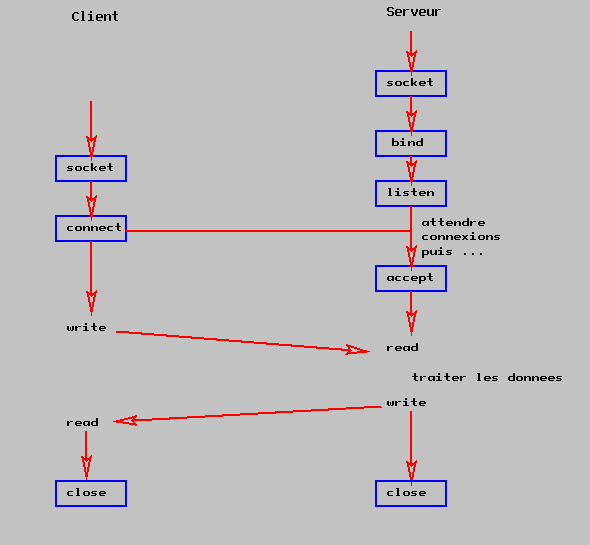 Client
Serveur
socket
bind
socket
listen
connect
attendre
connexions
puis ...
accept
write
read
traiter les donnees
write
read
close
close